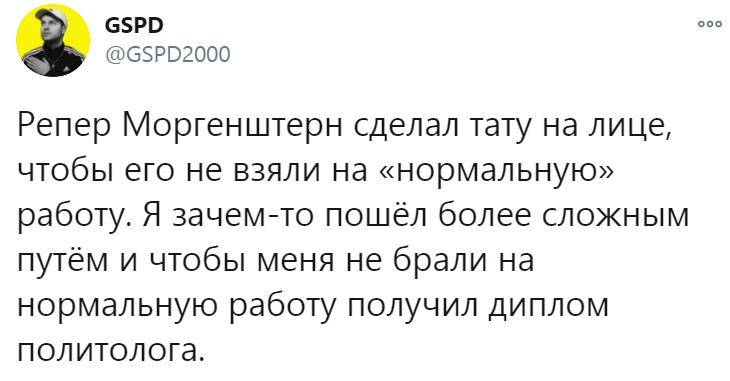 GSPD
@GSPD2000
Репер Моргенштерн сделал тату на лице,
чтобы его не взяли на «нормальную»
работу. Я зачем-то пошёл более сложным
путём и чтобы меня не брали на
нормальную работу получил диплом
политолога.